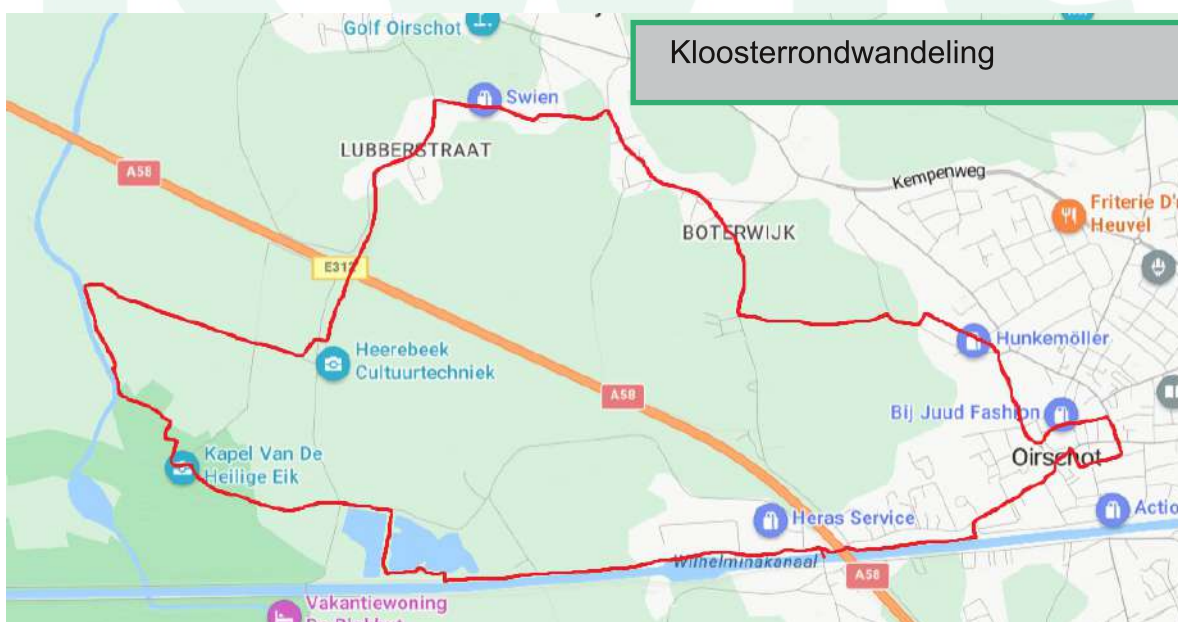 Kloosterrondwandeling
Golf Oirschot
Swien
LUBBERSTRAAT
A58
Kempenweg
Friterie D'
Heuvel
BOTERWIJK
E312
Hunkemöller
Heerebeek
Cultuurtechniek
A58
Bij Juud Fashion
Kapel Van De
Heilige Eik
Oirschot
Actio
Heras Service
Wilhelminakanaal
A58
Vakantiewoning